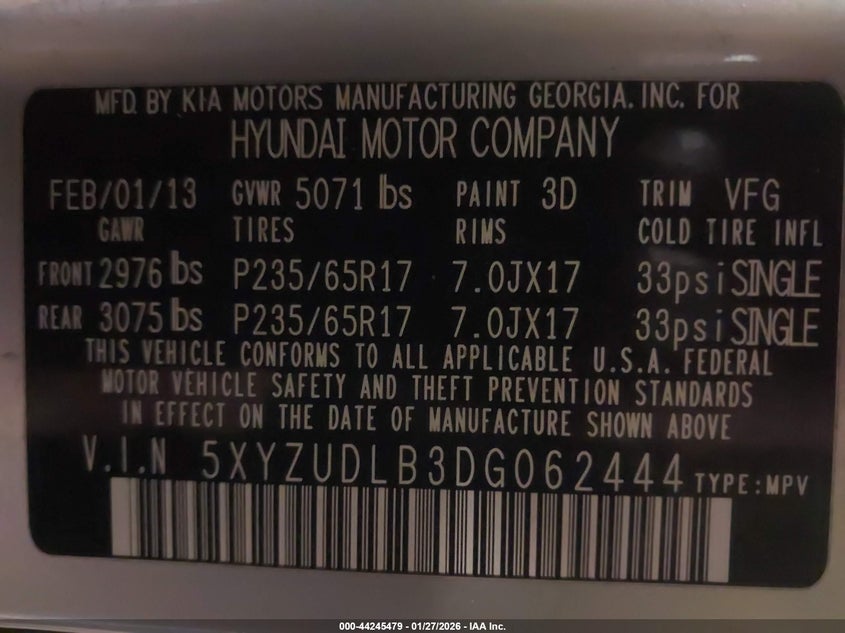 MFD. BY KIA MOTORS MANUFACTURING GEORGIA. INC. FOR
HYUNDAI MOTOR COMPANY
FEB/01/13 GVWR 5071 lbs PAINT 3D TRIM VFG
GAWR TIRES RIMS COLD TIRE INFL
FRONT 2976 lbs P235/65R17 7.0JX17 33psi SINGLE
REAR 3075 lbs P235/65R17 7.0JX17 33psi SINGLE
THIS VEHICLE CONFORMS TO ALL APPLICABLE U.S.A. FEDERAL
MOTOR VEHICLE SAFETY AND THEFT PREVENTION STANDARDS
IN EFFECT ON THE DATE OF MANUFACTURE SHOWN ABOVE
V.I.N 5XYZUDLB3DG062444 TYPE:MPV
000-44245479 - 01/27/2026 - IAA Inc.